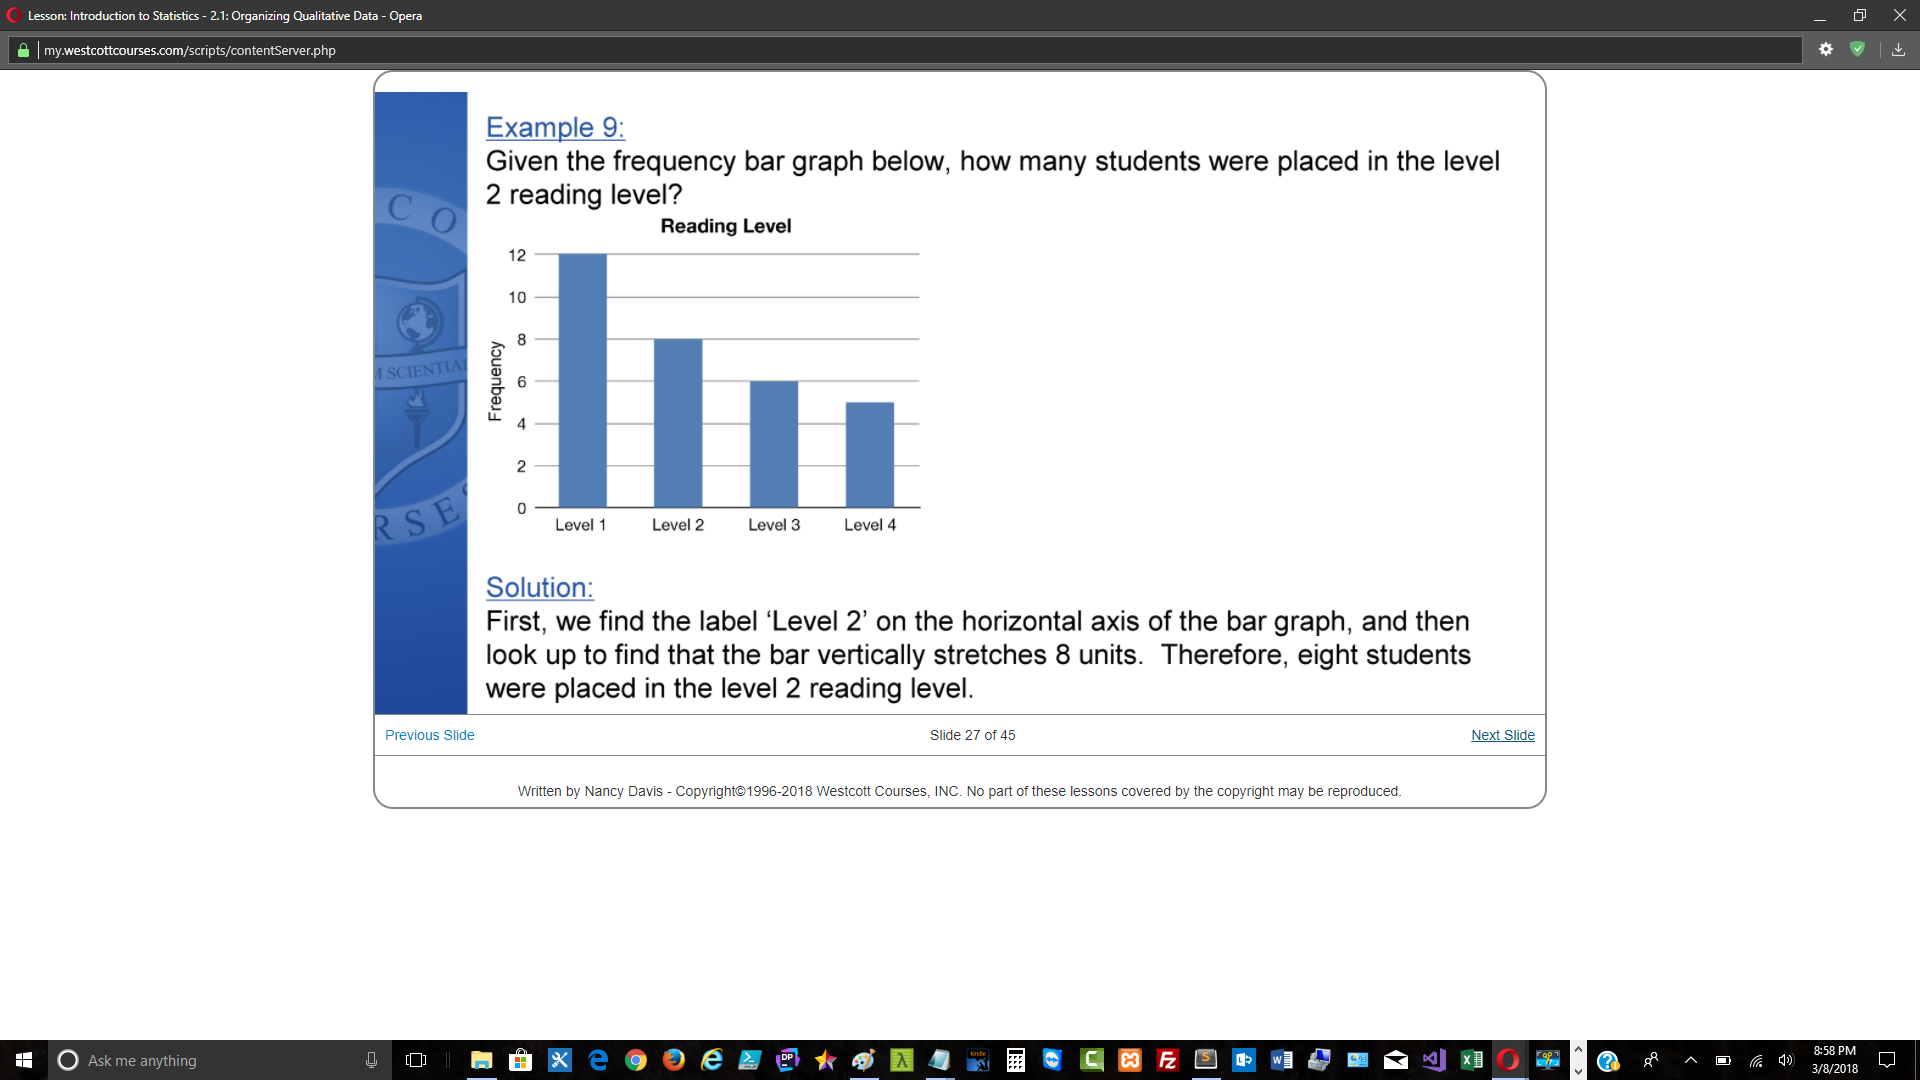 Lesson: Introduction to Statistics - 2.1: Organizing Qualitative Data - Opera
my.westcottcourses.com/scripts/contentServer.php
Example 9:
Given the frequency bar graph below, how many students were placed in the level
2 reading level?
Reading Level
12
10
8
6
4
2
0
Frequency
Level 1 Level 2 Level 3 Level 4
C O
M SCIENTIA
R S E S
Solution:
First, we find the label ‘Level 2’ on the horizontal axis of the bar graph, and then
look up to find that the bar vertically stretches 8 units. Therefore, eight students
were placed in the level 2 reading level.
Previous Slide Slide 27 of 45 Next Slide
Written by Nancy Davis - Copyright©1996-2018 Westcott Courses, INC. No part of these lessons covered by the copyright may be reproduced.
Ask me anything
DP
kindle
8:58 PM
3/8/2018